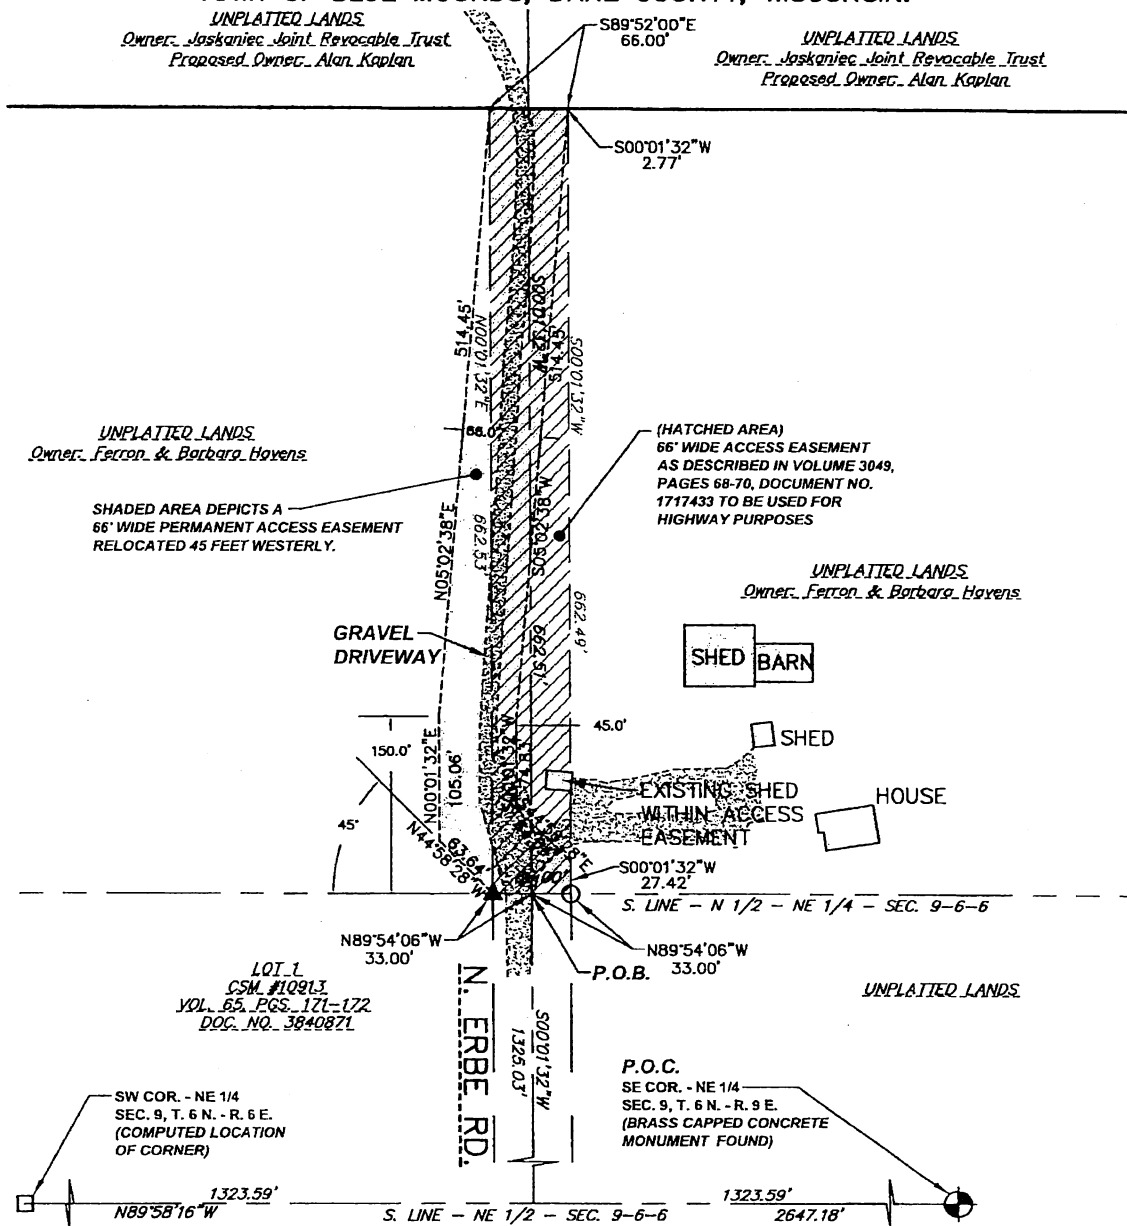 UNPLATTED LANDS
Owner: Jaskaniec Joint Revocable Trust
Proposed Owner: Alan Kaplan
S89°52'00"E
66.00'
UNPLATTED LANDS
Owner: Jaskaniec Joint Revocable Trust
Proposed Owner: Alan Kaplan
S00°01'32"W
2.77'
514.45'
N00°01'32"E
S00°01'32"W
514.45'
S00°01'32"W
66.0'
UNPLATTED LANDS
Owner: Ferron & Barbara Havens
(HATCHED AREA)
66' WIDE ACCESS EASEMENT
AS DESCRIBED IN VOLUME 3049,
PAGES 68-70, DOCUMENT NO.
1717433 TO BE USED FOR
HIGHWAY PURPOSES
SHADED AREA DEPICTS A
66' WIDE PERMANENT ACCESS EASEMENT
RELOCATED 45 FEET WESTERLY.
N05°02'38"E
662.53'
S05°02'38"W
UNPLATTED LANDS
Owner: Ferron & Barbara Havens
662.49'
662.51'
GRAVEL
DRIVEWAY
SHED
BARN
45.0'
SHED
150.0'
N00°01'32"E
105.06'
EXISTING SHED
WITHIN ACCESS
EASEMENT
HOUSE
45°
63.64'
N44°58'28"W
S00°01'32"W
27.42'
S. LINE - N 1/2 - NE 1/4 - SEC. 9-6-6
N89°54'06"W
33.00'
P.O.B.
N89°54'06"W
33.00'
LOT 1
CSM #10913
VOL. 65, PGS. 171-172
DOC. NO. 3840871
UNPLATTED LANDS
N. ERBE RD.
S00°01'32"W
1325.03'
P.O.C.
SE COR. - NE 1/4
SEC. 9, T. 6 N. - R. 9 E.
(BRASS CAPPED CONCRETE
MONUMENT FOUND)
SW COR. - NE 1/4
SEC. 9, T. 6 N. - R. 6 E.
(COMPUTED LOCATION
OF CORNER)
1323.59'
N89°58'16"W
S. LINE - NE 1/2 - SEC. 9-6-6
1323.59'
2647.18'